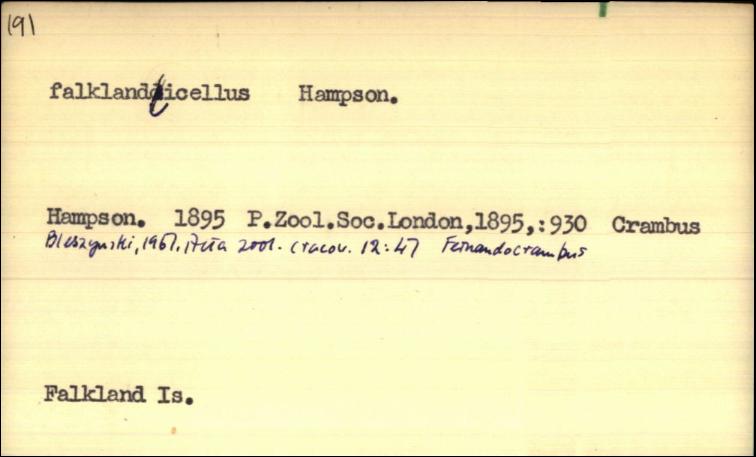 191
falklandicellus Hampson.
Hampson. 1895 P.Zool.Soc.London,1895,:930 Crambus
Bleszynski, 1967. Acta zool. cracov. 12:47 Fernandocrambus
Falkland Is.